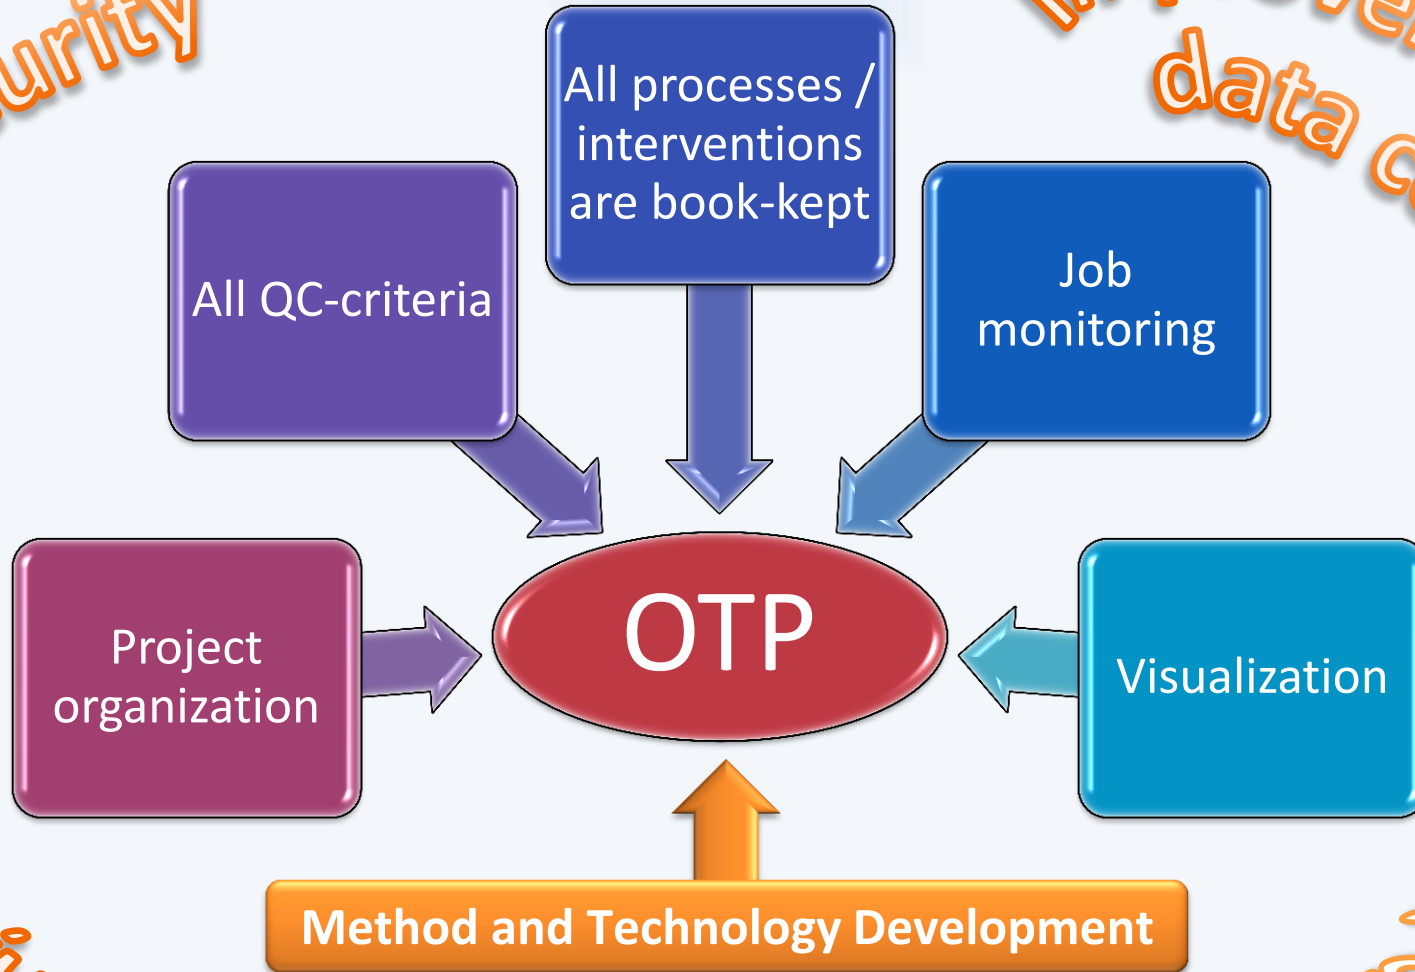 All processes /
interventions
are book-kept
data
All QC-criteria
Job
monitoring
Project
organization
OTP
Visualization
Method and Technology Development